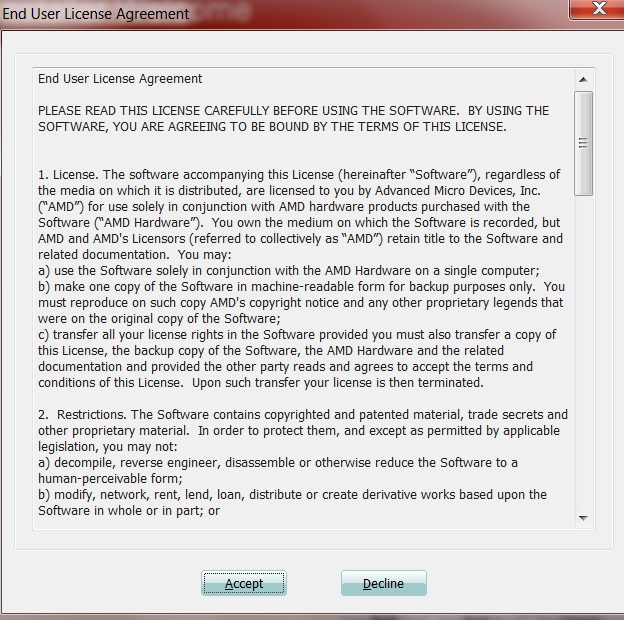 End User License Agreement
End User License Agreement
PLEASE READ THIS LICENSE CAREFULLY BEFORE USING THE SOFTWARE.  BY USING THE
SOFTWARE, YOU ARE AGREEING TO BE BOUND BY THE TERMS OF THIS LICENSE.
1. License. The software accompanying this License (hereinafter “Software”), regardless of
the media on which it is distributed, are licensed to you by Advanced Micro Devices, Inc.
(“AMD”) for use solely in conjunction with AMD hardware products purchased with the
Software (“AMD Hardware”).  You own the medium on which the Software is recorded, but
AMD and AMD's Licensors (referred to collectively as “AMD”) retain title to the Software and
related documentation.  You may:
a) use the Software solely in conjunction with the AMD Hardware on a single computer;
b) make one copy of the Software in machine-readable form for backup purposes only.  You
must reproduce on such copy AMD's copyright notice and any other proprietary legends that
were on the original copy of the Software;
c) transfer all your license rights in the Software provided you must also transfer a copy of
this License, the backup copy of the Software, the AMD Hardware and the related
documentation and provided the other party reads and agrees to accept the terms and
conditions of this License.  Upon such transfer your license is then terminated.
2.  Restrictions. The Software contains copyrighted and patented material, trade secrets and
other proprietary material.  In order to protect them, and except as permitted by applicable
legislation, you may not:
a) decompile, reverse engineer, disassemble or otherwise reduce the Software to a
human-perceivable form;
b) modify, network, rent, lend, loan, distribute or create derivative works based upon the
Software in whole or in part; or
Accept
Decline